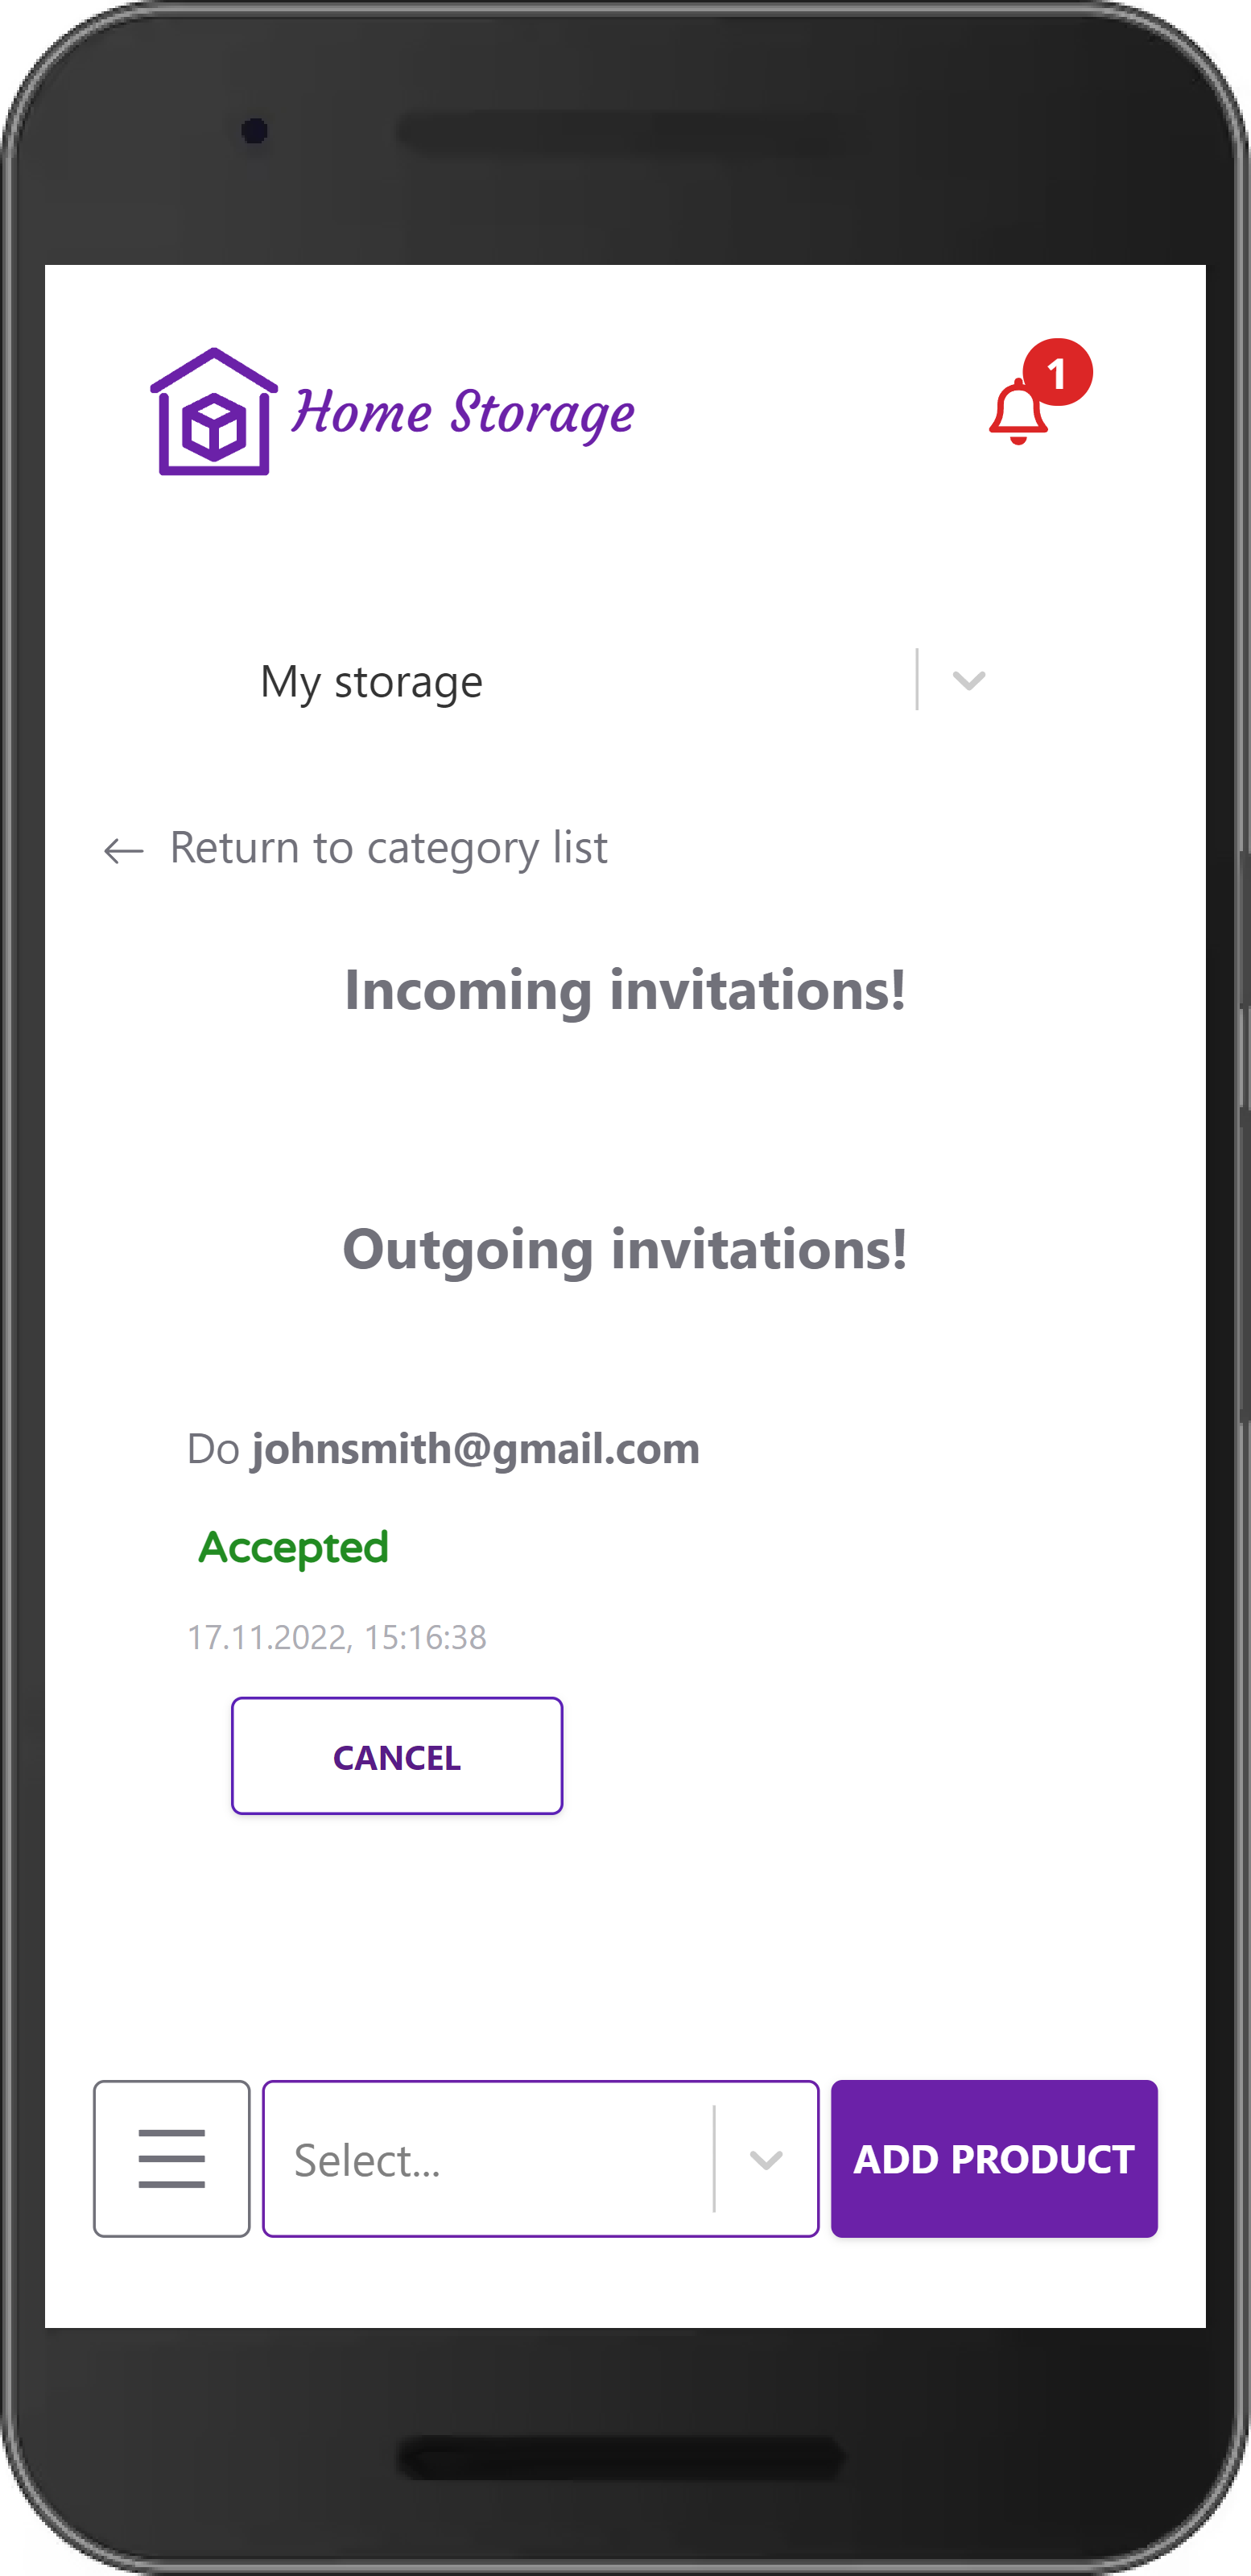 Home Storage
1
My storage
← Return to category list
Incoming invitations!
Outgoing invitations!
Do johnsmith@gmail.com
Accepted
17.11.2022, 15:16:38
CANCEL
Select...
ADD PRODUCT